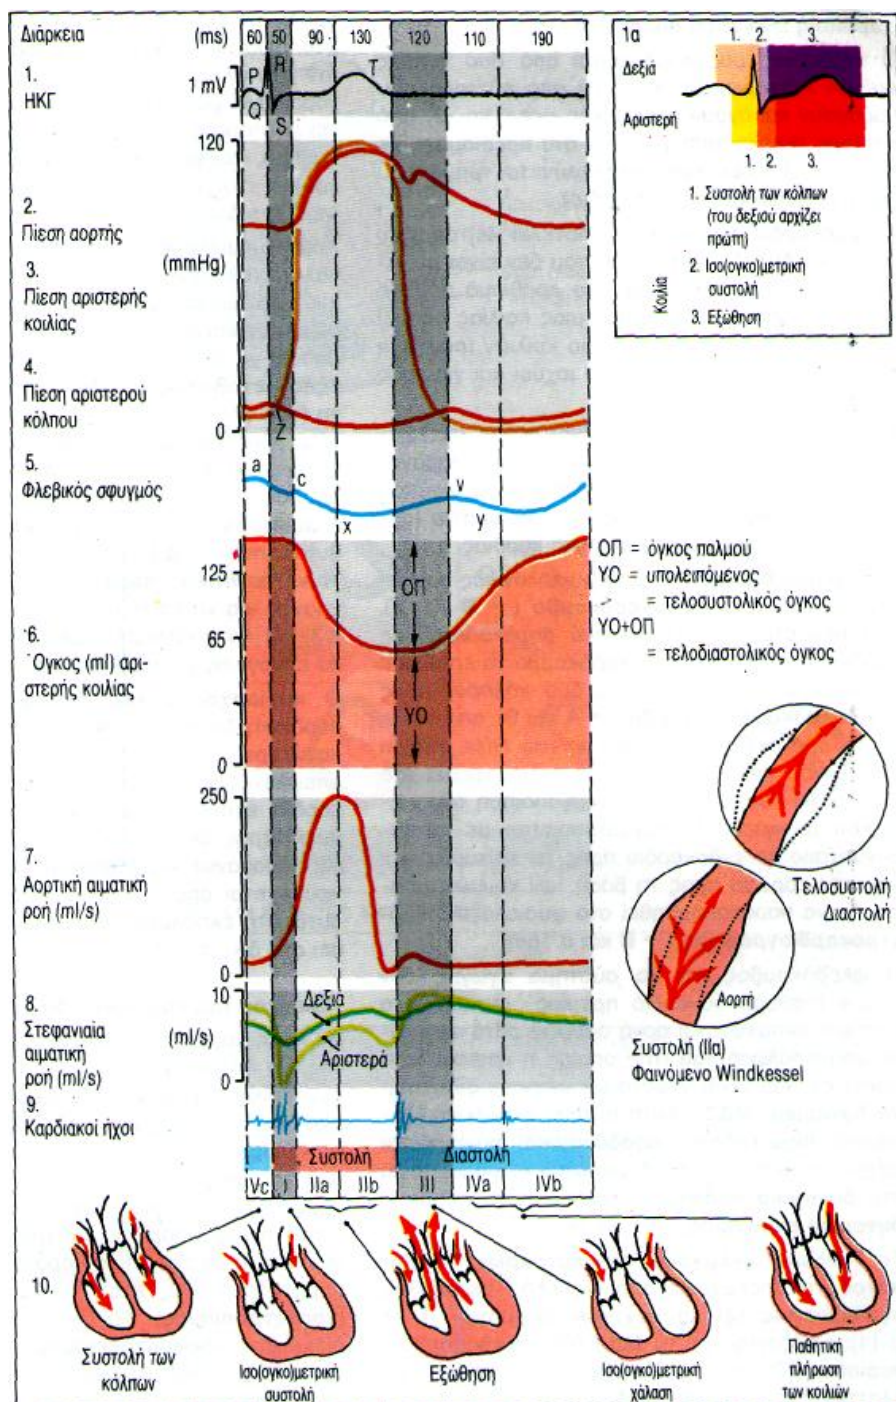 Διάρκεια (ms) 60 50 90 130 120 110 190
1.
ΗΚΓ
1 mV
P
Q
R
S
T
120
2.
Πίεση αορτής
(mmHg)
3.
Πίεση αριστερής
κοιλίας
4.
Πίεση αριστερού
κόλπου
0
Z
5.
Φλεβικός σφυγμός
a
c
x
v
y
125
65
0
6.
Όγκος (ml) αρι-
στερής κοιλίας
ΟΠ
ΥΟ
ΟΠ = όγκος παλμού
ΥΟ = υπολειπόμενος
= τελοσυστολικός όγκος
ΥΟ+ΟΠ
= τελοδιαστολικός όγκος
250
7.
Αορτική αιματική
ροή (ml/s)
0
8.
Στεφανιαία
αιματική
ροή (ml/s)
10
(ml/s)
0
Δεξιά
Αριστερά
9.
Καρδιακοί ήχοι
Συστολή Διαστολή
IVc I IIa IIb III IVa IVb
10.
Συστολή των
κόλπων
Ισο(ογκο)μετρική
συστολή
Εξώθηση
Ισο(ογκο)μετρική
χάλαση
Παθητική
πλήρωση
των κοιλιών
1a
1. 2. 3.
Δεξιά
Αριστερή
1. 2. 3.
1. Συστολή των κόλπων
(του δεξιού αρχίζει
πρώτη)
Κοιλία
2. Ισο(ογκο)μετρική
συστολή
3. Εξώθηση
Τελοσυστολή
Διαστολή
Αορτή
Συστολή (IIa)
Φαινόμενο Windkessel